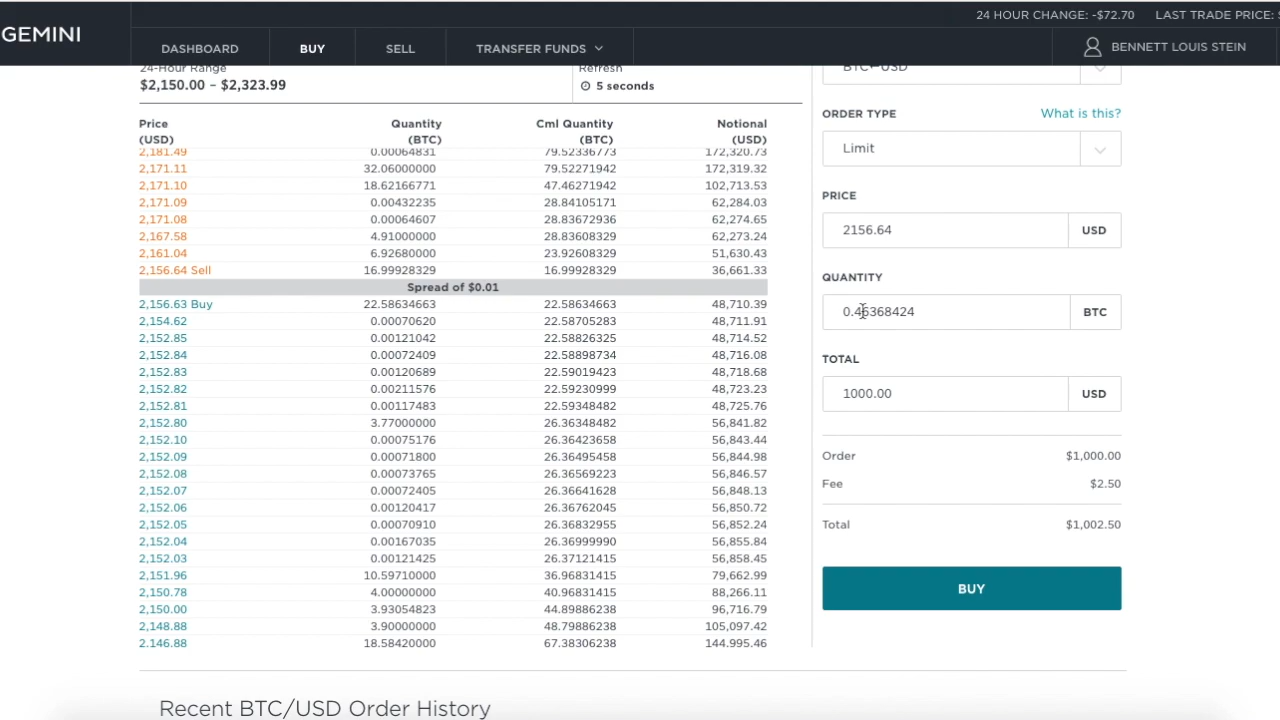 24 HOUR CHANGE: -$72.70 LAST TRADE PRICE:
GEMINI
DASHBOARD BUY SELL TRANSFER FUNDS BENNETT LOUIS STEIN
24-Hour Range Refresh
$2,150.00 – $2,323.99 5 seconds
BTC⇌USD
ORDER TYPE What is this?
Limit
PRICE
2156.64 USD
QUANTITY
0.46368424 BTC
TOTAL
1000.00 USD
Order $1,000.00
Fee $2.50
Total $1,002.50
BUY
Price Quantity Cml Quantity Notional
(USD) (BTC) (BTC) (USD)
2,181.49 0.00064831 79.52336773 172,320.73
2,171.11 32.06000000 79.52271942 172,319.32
2,171.10 18.62166771 47.46271942 102,713.53
2,171.09 0.00432235 28.84105171 62,284.03
2,171.08 0.00064607 28.83672936 62,274.65
2,167.58 4.91000000 28.83608329 62,273.24
2,161.04 6.92680000 23.92608329 51,630.43
2,156.64 Sell 16.99928329 16.99928329 36,661.33
Spread of $0.01
2,156.63 Buy 22.58634663 22.58634663 48,710.39
2,154.62 0.00070620 22.58705283 48,711.91
2,152.85 0.00121042 22.58826325 48,714.52
2,152.84 0.00072409 22.58898734 48,716.08
2,152.83 0.00120689 22.59019423 48,718.68
2,152.82 0.00211576 22.59230999 48,723.23
2,152.81 0.00117483 22.59348482 48,725.76
2,152.80 3.77000000 26.36348482 56,841.82
2,152.10 0.00075176 26.36423658 56,843.44
2,152.09 0.00071800 26.36495458 56,844.98
2,152.08 0.00073765 26.36569223 56,846.57
2,152.07 0.00072405 26.36641628 56,848.13
2,152.06 0.00120417 26.36762045 56,850.72
2,152.05 0.00070910 26.36832955 56,852.24
2,152.04 0.00167035 26.36999990 56,855.84
2,152.03 0.00121425 26.37121415 56,858.45
2,151.96 10.59710000 36.96831415 79,662.99
2,150.78 4.00000000 40.96831415 88,266.11
2,150.00 3.93054823 44.89886238 96,716.79
2,148.88 3.90000000 48.79886238 105,097.42
2,146.88 18.58420000 67.38306238 144,995.46
Recent BTC/USD Order History